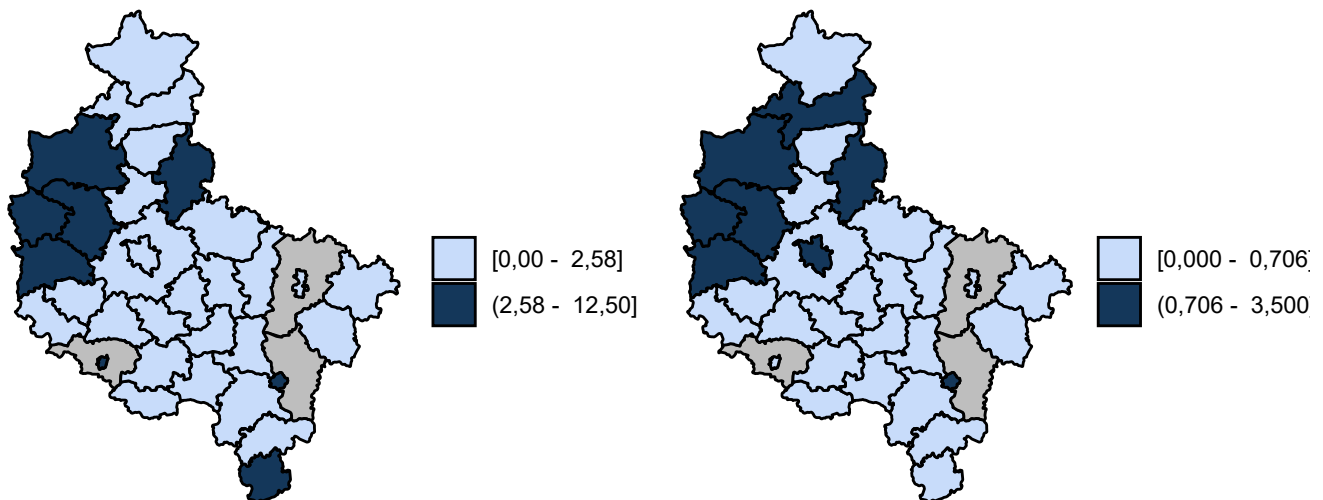 [0,00 -  2,58]
(2,58 -  12,50]
[0,000 -  0,706]
(0,706 -  3,500]